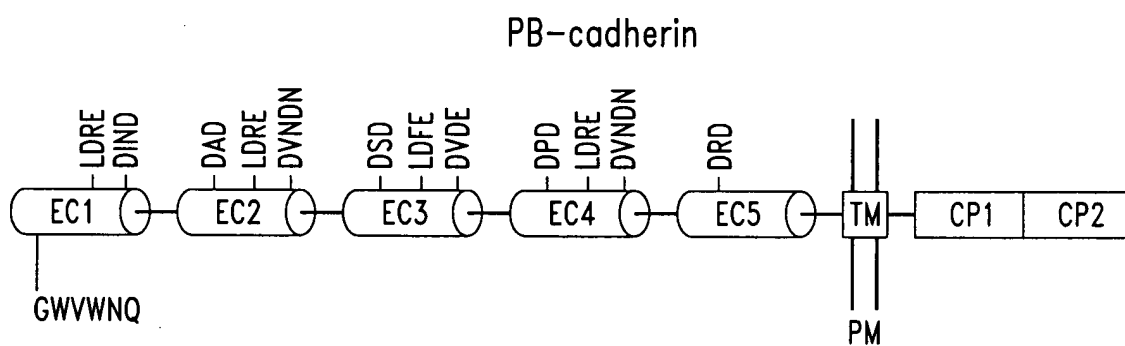 PB-cadherin
LDRE DIND DAD LDRE DVNDN DSD LDFE DVDE DPD LDRE DVNDN DRD
EC1 EC2 EC3 EC4 EC5 TM CP1 CP2
GWVWNQ
PM